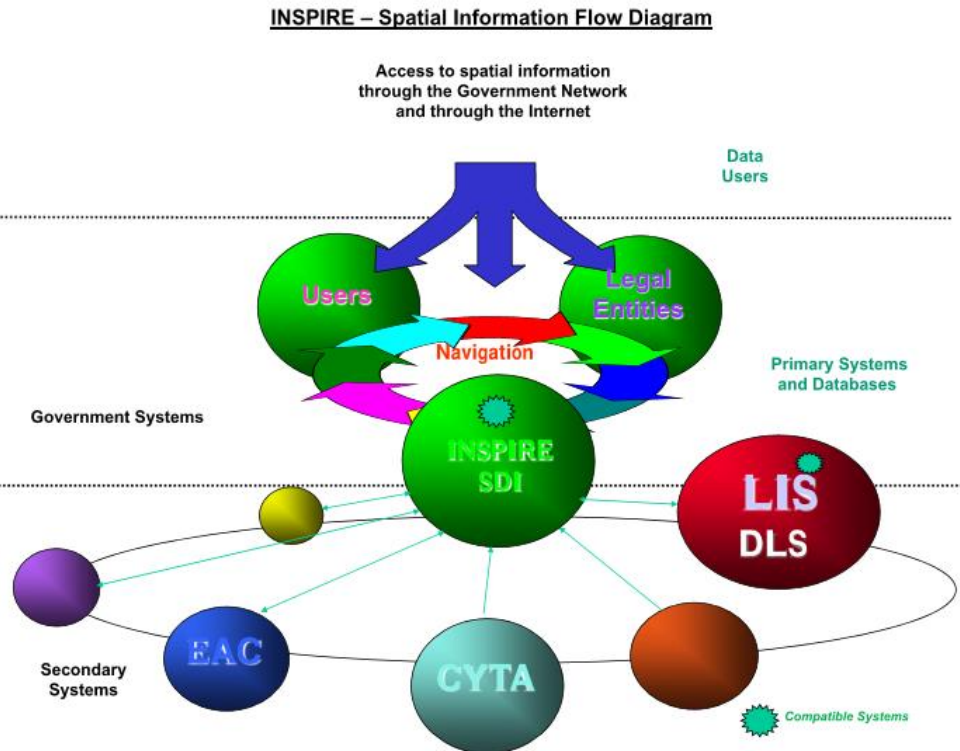 INSPIRE – Spatial Information Flow Diagram
Access to spatial information
through the Government Network
and through the Internet
Data
Users
Users
Legal
Entities
Navigation
Primary Systems
and Databases
Government Systems
INSPIRE
SDI
LIS
DLS
EAC
CYTA
Secondary
Systems
Compatible Systems